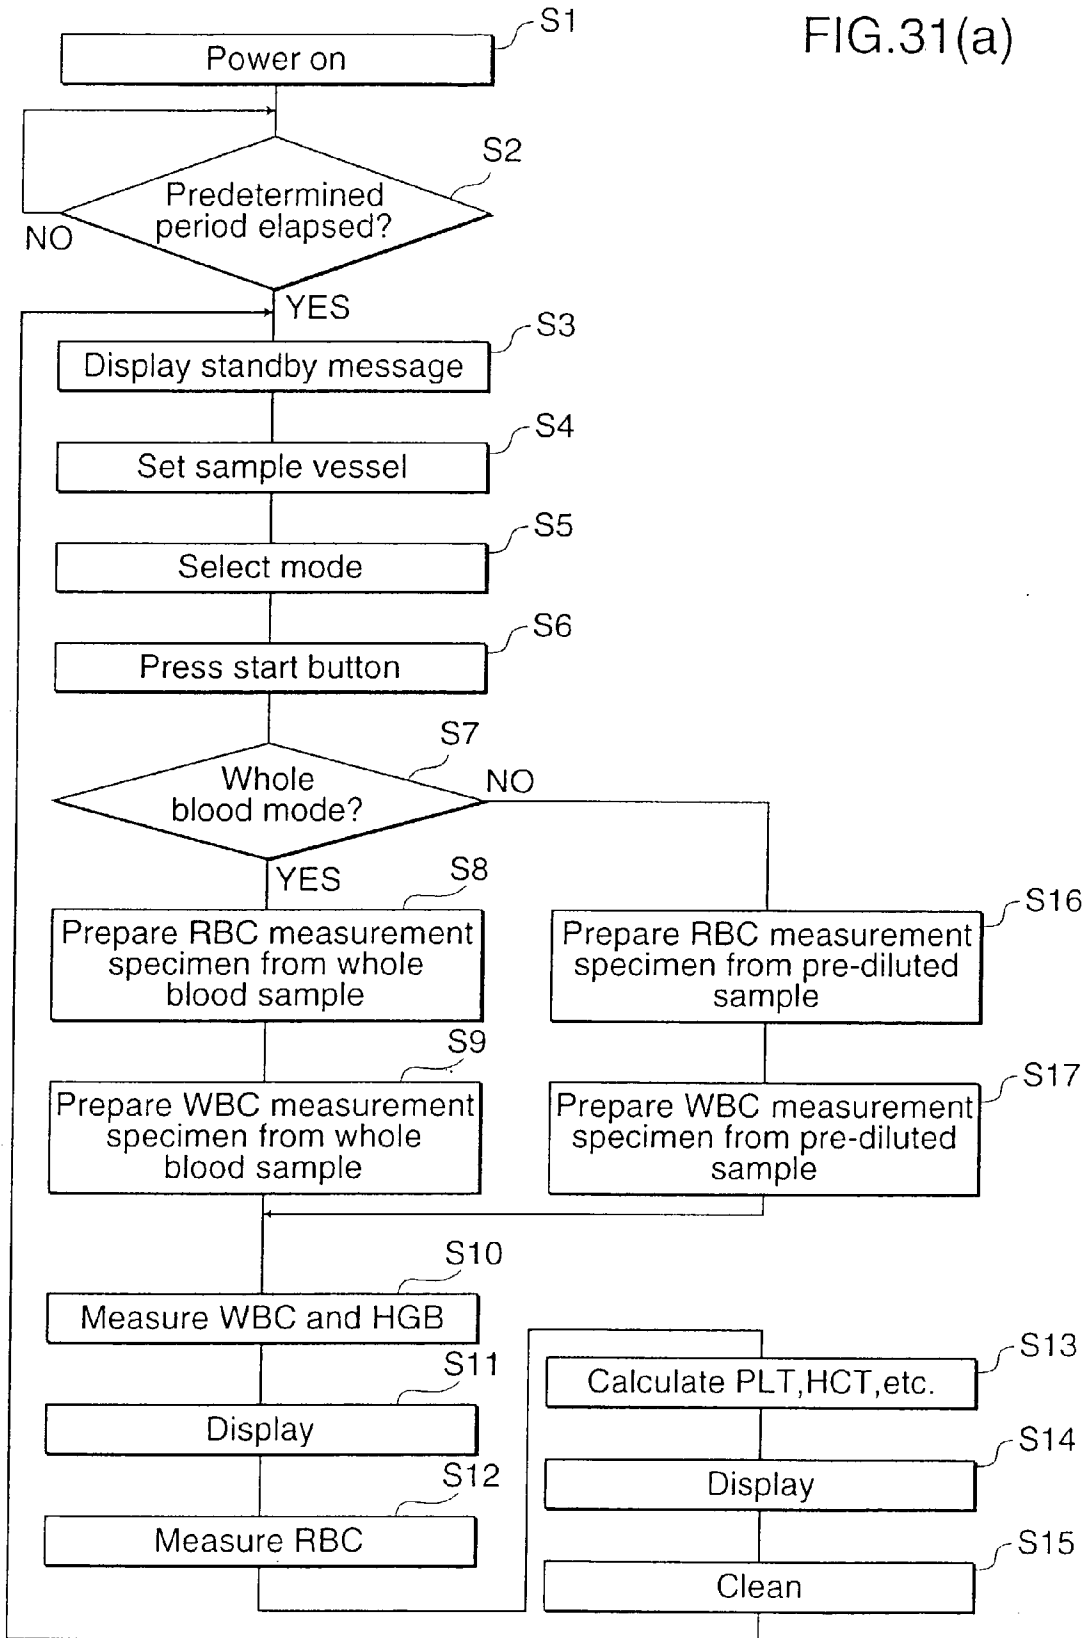 FIG.31(a)
S1
Power on
S2
Predetermined
period elapsed?
NO
YES
S3
Display standby message
S4
Set sample vessel
S5
Select mode
S6
Press start button
S7
Whole
blood mode?
NO
YES
S8
Prepare RBC measurement
specimen from whole
blood sample
S16
Prepare RBC measurement
specimen from pre-diluted
sample
S9
Prepare WBC measurement
specimen from whole
blood sample
S17
Prepare WBC measurement
specimen from pre-diluted
sample
S10
Measure WBC and HGB
S11
Display
S12
Measure RBC
S13
Calculate PLT,HCT,etc.
S14
Display
S15
Clean